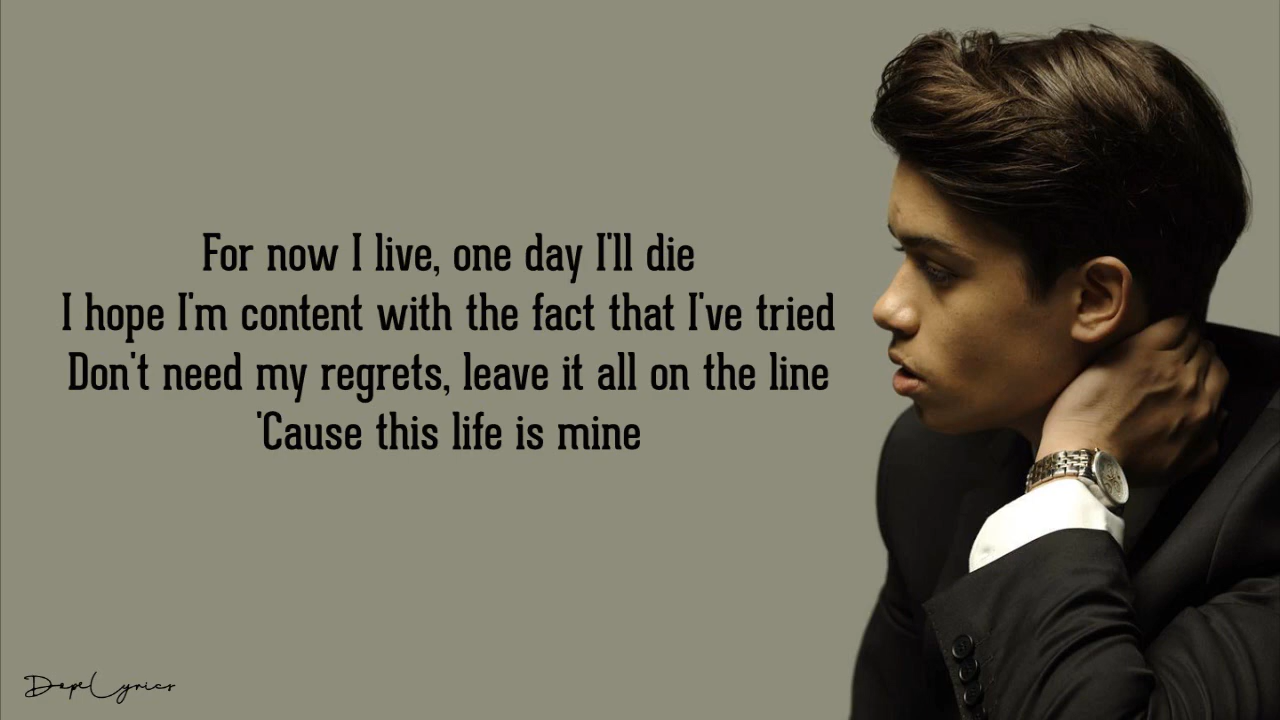 For now I live, one day I'll die
I hope I'm content with the fact that I've tried
Don't need my regrets, leave it all on the line
'Cause this life is mine
DopeLyrics